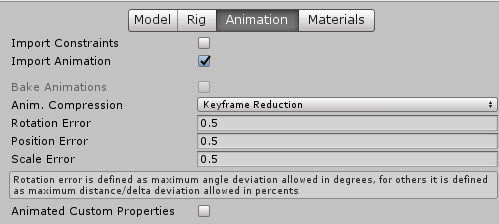 Model Rig Animation Materials
Import Constraints
Import Animation
Bake Animations
Anim. Compression Keyframe Reduction
Rotation Error 0.5
Position Error 0.5
Scale Error 0.5
Rotation error is defined as maximum angle deviation allowed in degrees, for others it is defined
as maximum distance/delta deviation allowed in percents
Animated Custom Properties